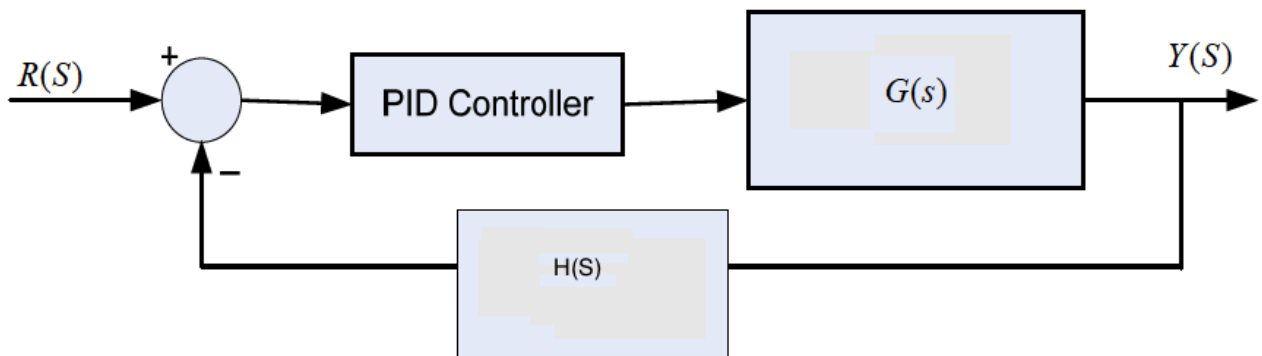 +
R(S)
PID Controller
G(s)
Y(S)
−
H(S)